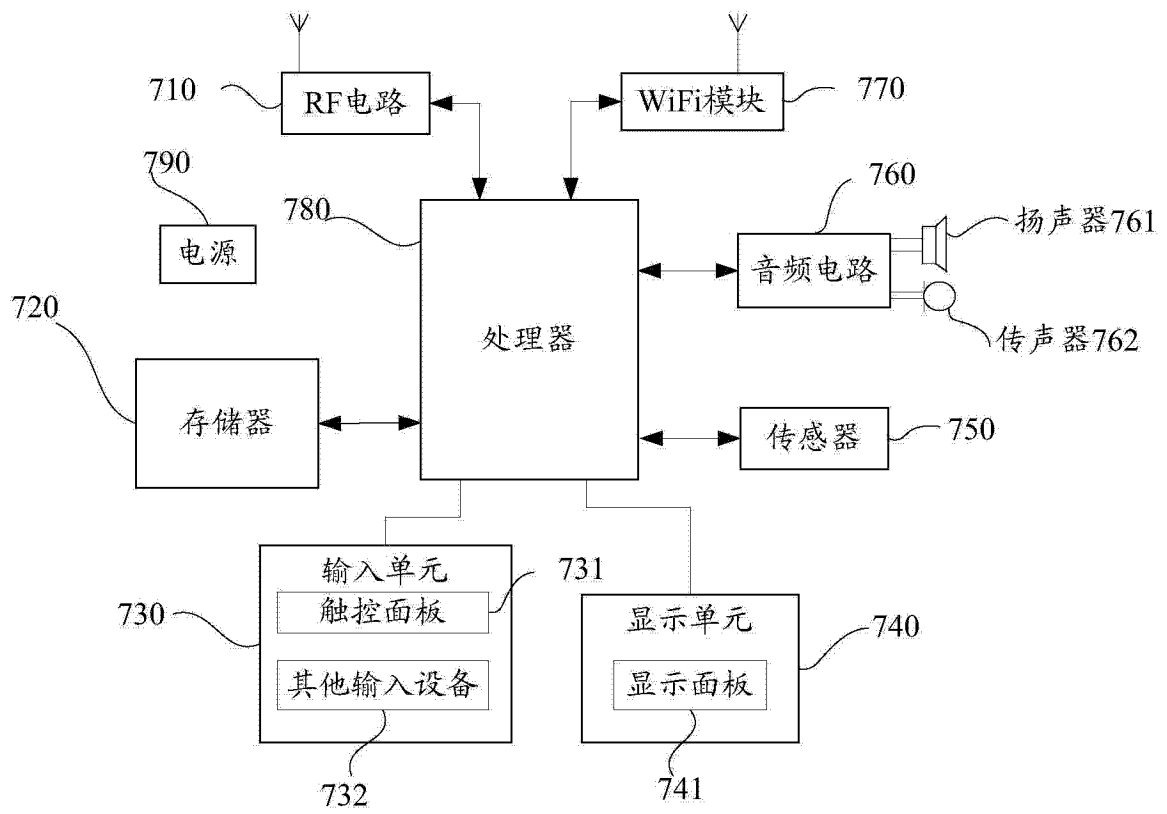 710
RF电路
WiFi模块
770
790
电源
780
760
音频电路
扬声器761
传声器762
720
存储器
处理器
传感器
750
730
输入单元
触控面板
731
其他输入设备
732
显示单元
740
显示面板
741